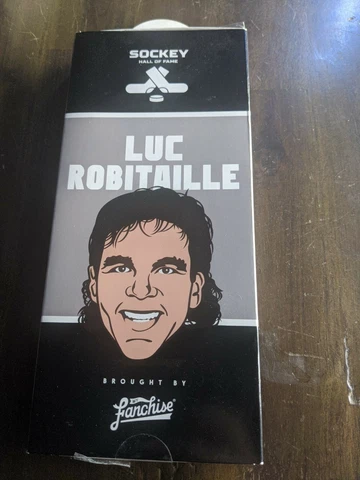 SOCKEY
HALL OF FAME
LUC
ROBITAILLE
BROUGHT BY
Fanchise